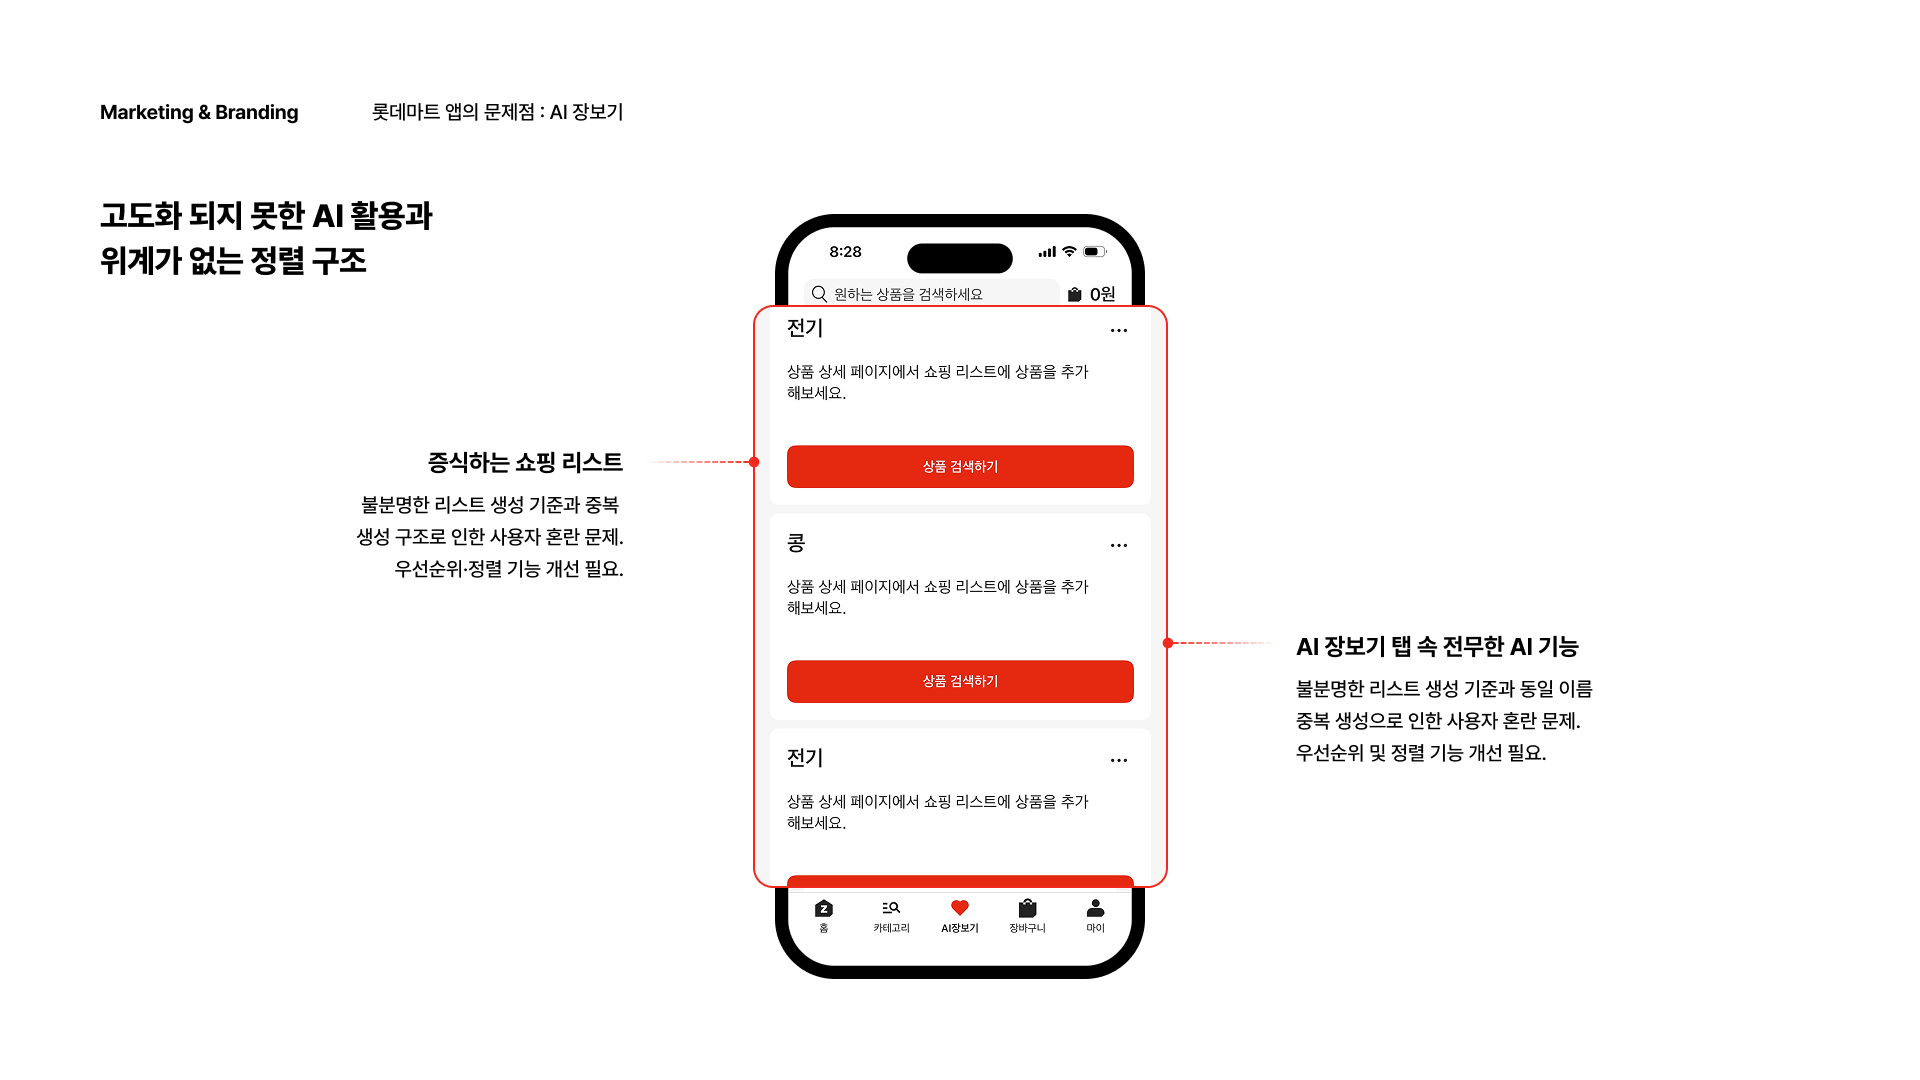 Marketing & Branding
롯데마트 앱의 문제점 : AI 장보기
고도화 되지 못한 AI 활용과
위계가 없는 정렬 구조
8:28
원하는 상품을 검색하세요
0원
전기
상품 상세 페이지에서 쇼핑 리스트에 상품을 추가
해보세요.
상품 검색하기
콩
상품 상세 페이지에서 쇼핑 리스트에 상품을 추가
해보세요.
상품 검색하기
전기
상품 상세 페이지에서 쇼핑 리스트에 상품을 추가
해보세요.
홈
카테고리
AI장보기
장바구니
마이
증식하는 쇼핑 리스트
불분명한 리스트 생성 기준과 중복
생성 구조로 인한 사용자 혼란 문제.
우선순위·정렬 기능 개선 필요.
AI 장보기 탭 속 전무한 AI 기능
불분명한 리스트 생성 기준과 동일 이름
중복 생성으로 인한 사용자 혼란 문제.
우선순위 및 정렬 기능 개선 필요.